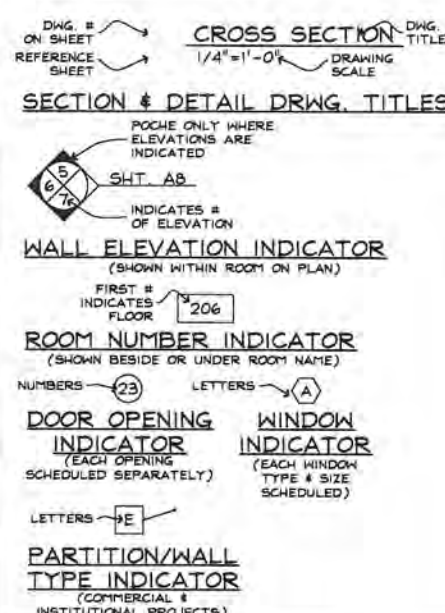 DWG. #
ON SHEET
REFERENCE
SHEET
CROSS SECTION
1/4"=1'-0"
DWG.
TITLE
DRAWING
SCALE
SECTION & DETAIL DRWG. TITLES
POCHE ONLY WHERE
ELEVATIONS ARE
INDICATED
5
6
7
SHT. A8
INDICATES #
OF ELEVATION
WALL ELEVATION INDICATOR
(SHOWN WITHIN ROOM ON PLAN)
FIRST #
INDICATES
FLOOR
206
ROOM NUMBER INDICATOR
(SHOWN BESIDE OR UNDER ROOM NAME)
NUMBERS 23
DOOR OPENING
INDICATOR
(EACH OPENING
SCHEDULED SEPARATELY)
LETTERS A
WINDOW
INDICATOR
(EACH WINDOW
TYPE & SIZE
SCHEDULED)
LETTERS E
PARTITION/WALL
TYPE INDICATOR
(COMMERCIAL &
INSTITUTIONAL PROJECTS)